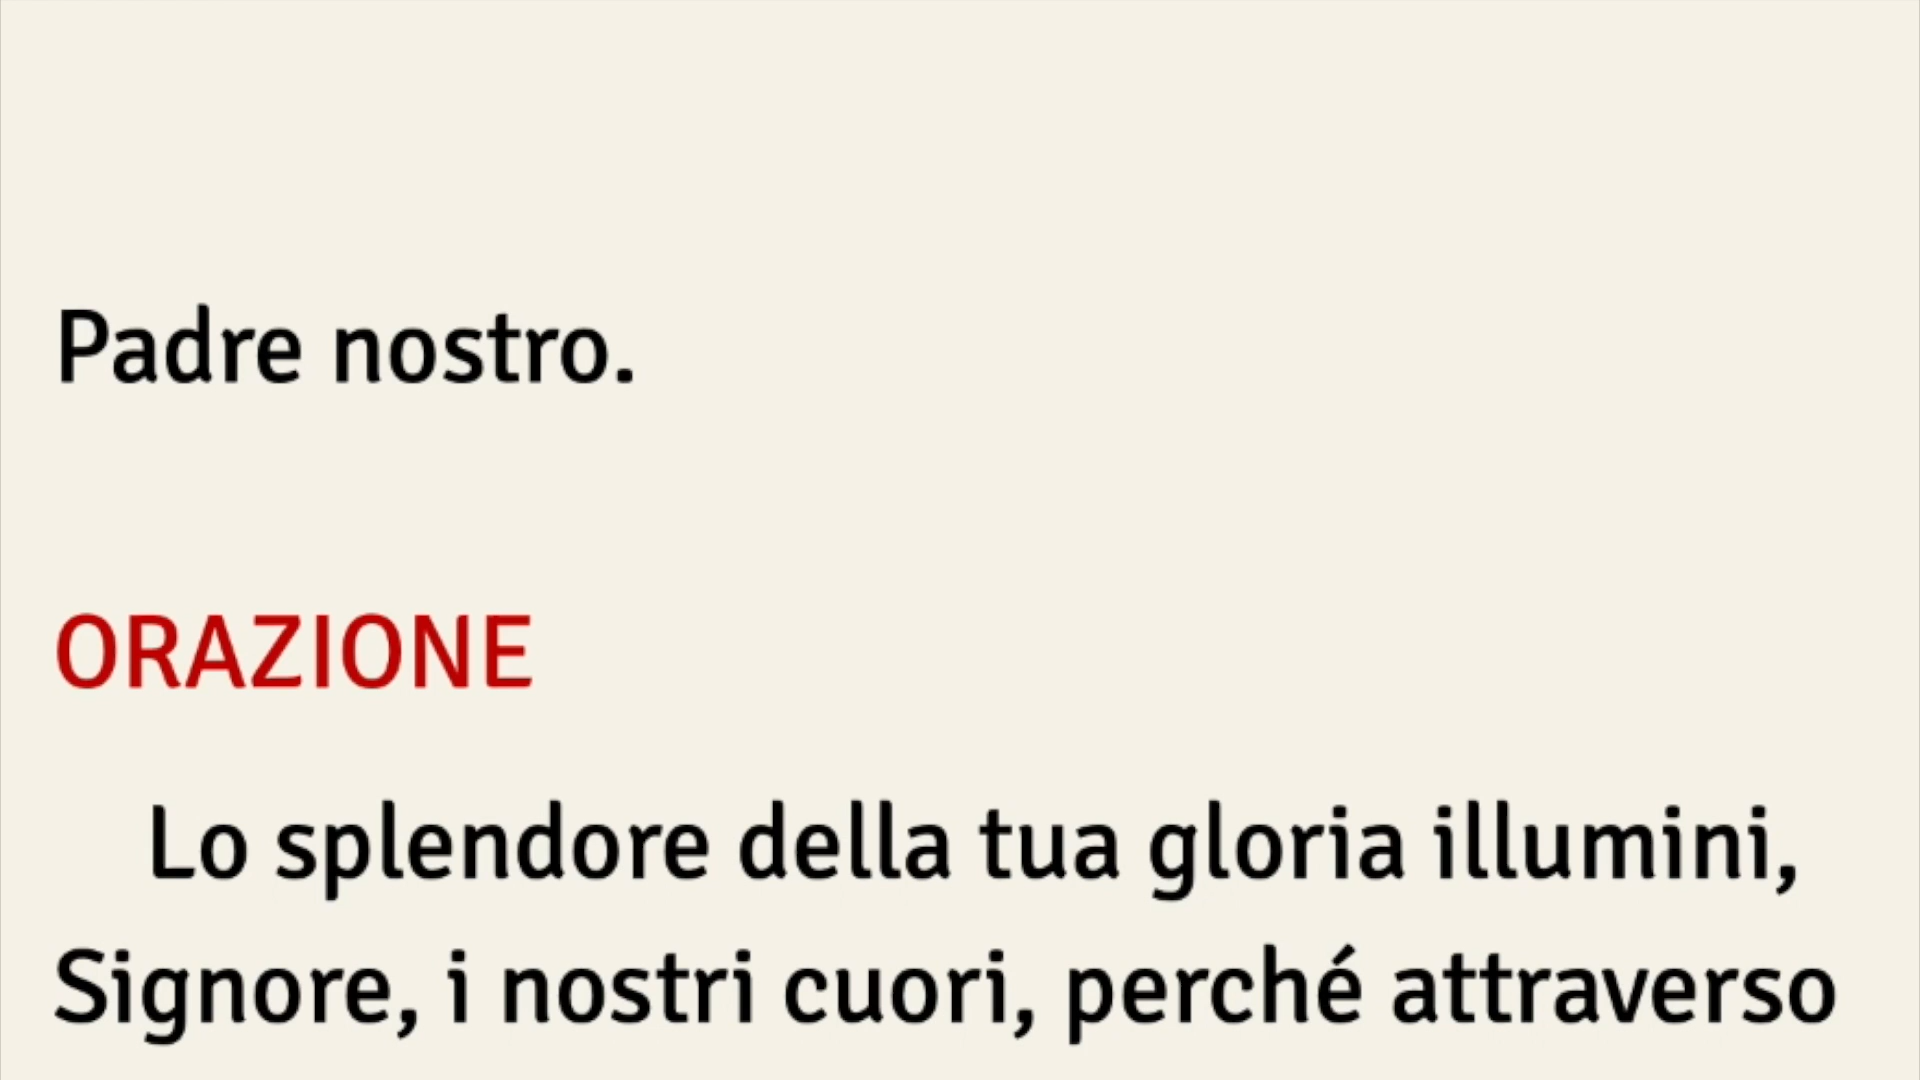 Padre nostro.
ORAZIONE
Lo splendore della tua gloria illumini,
Signore, i nostri cuori, perché attraverso